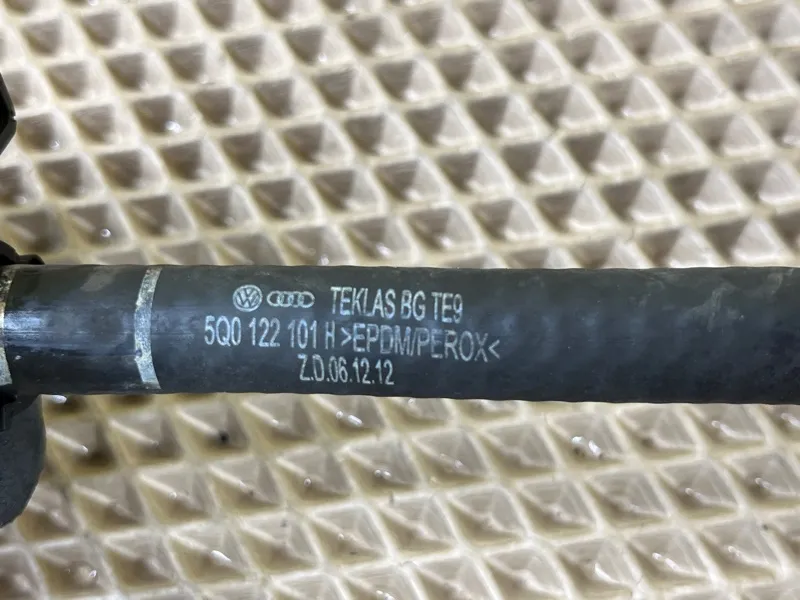 TEKLAS BG TE9
5Q0 122 101 H >EPDM/PEROX<
Z.D.06.12.12